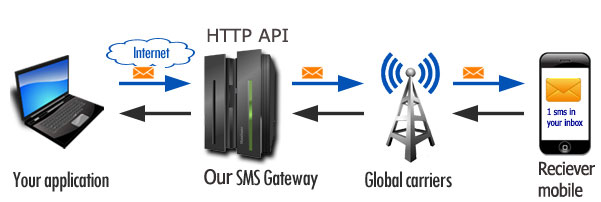 HTTP API
Internet
1 sms in
your inbox
Your application
Our SMS Gateway
Global carriers
Reciever
mobile